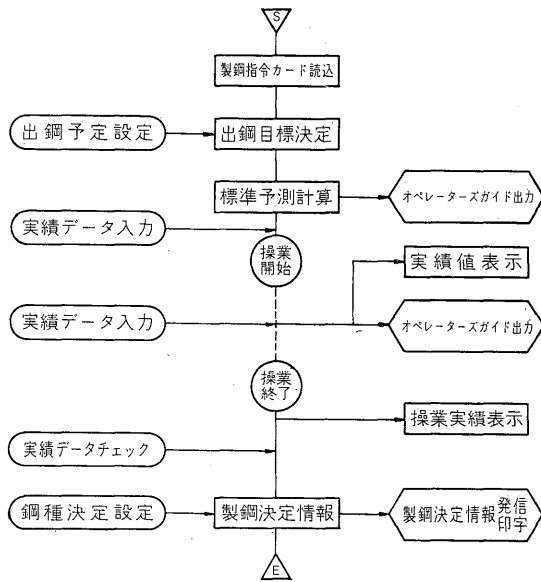 S
製鋼指令カード読込
出鋼予定設定
出鋼目標決定
標準予測計算
オペレーターズガイド出力
実績データ入力
操業
開始
実績値表示
実績データ入力
オペレーターズガイド出力
操業
終了
操業実績表示
実績データチェック
鋼種決定設定
製鋼決定情報
製鋼決定情報発信
印字
E